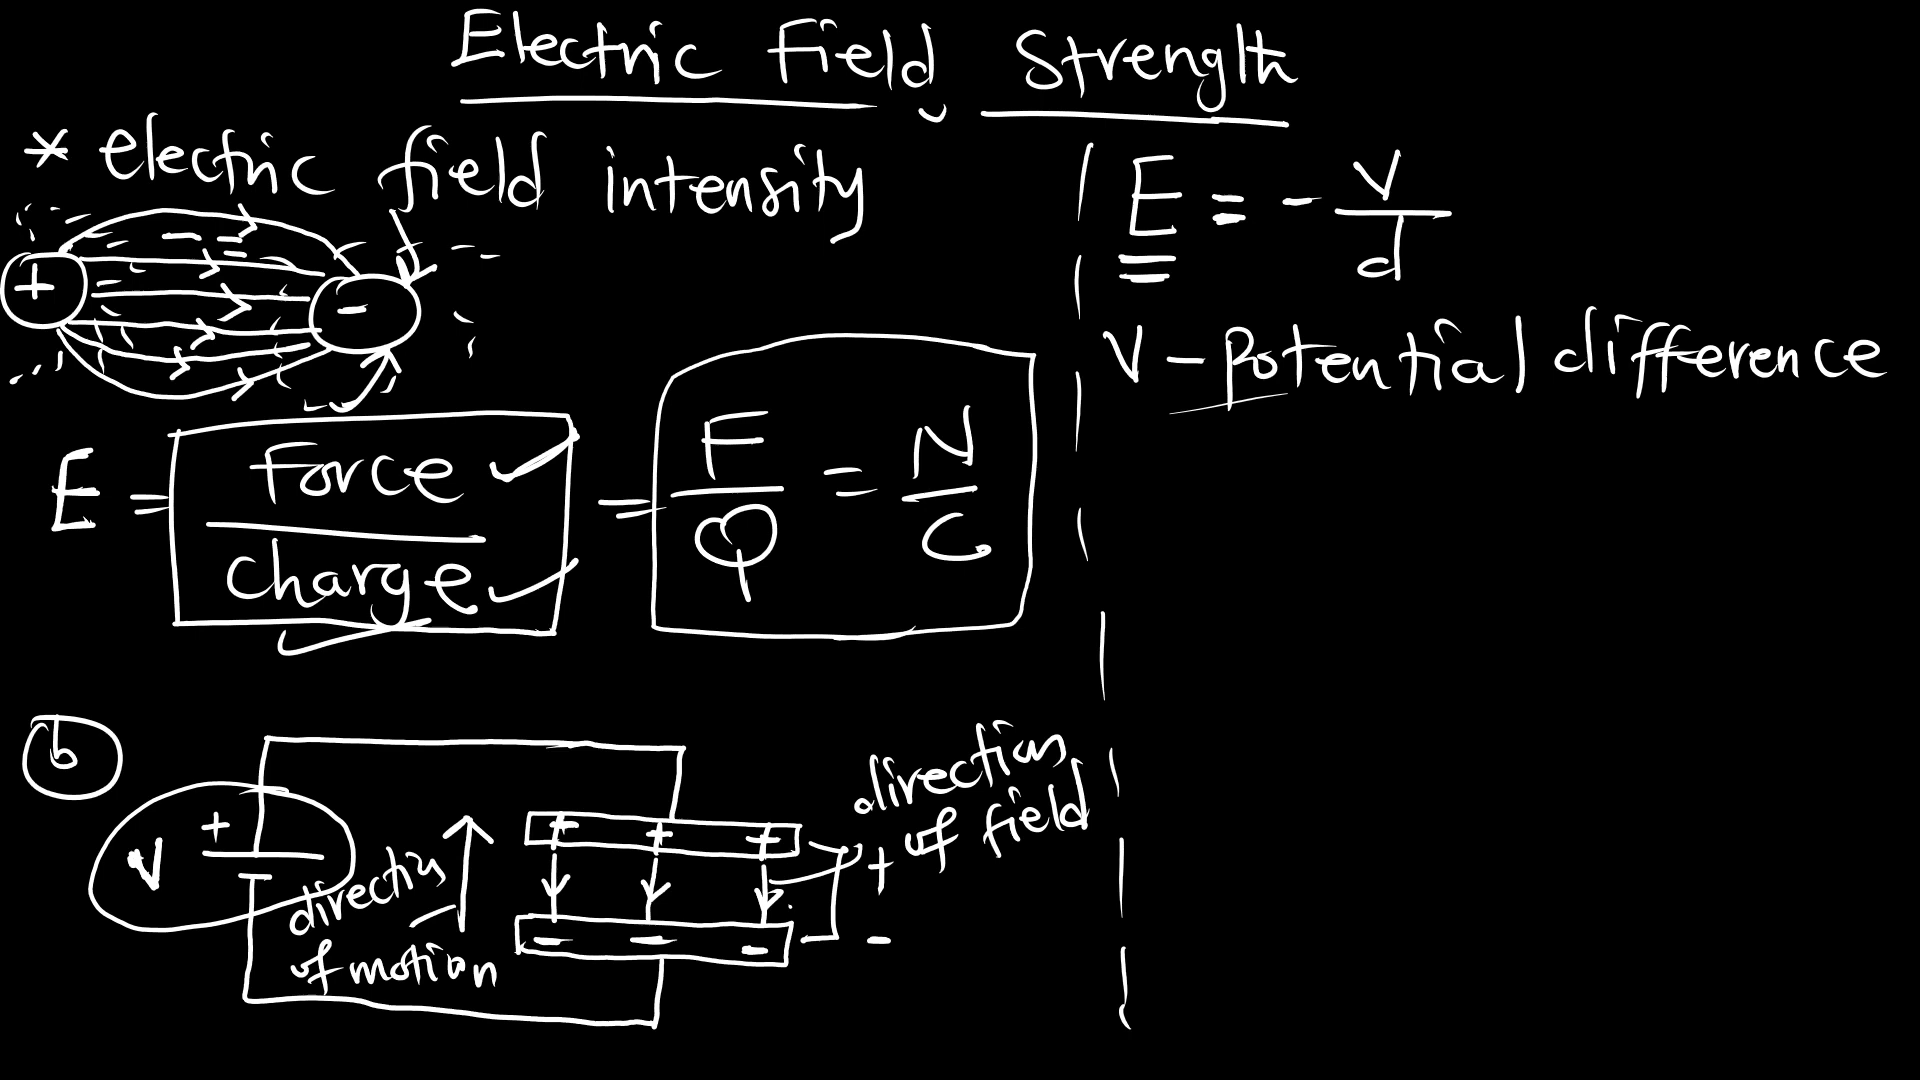 Electric Field Strength
* electric field intensity
+ -
E = Force / charge = F / Q = N / C
b
V +
+ + +
- - -
direction of motion
direction of field
+
-
E = - V / d
V - Potential difference